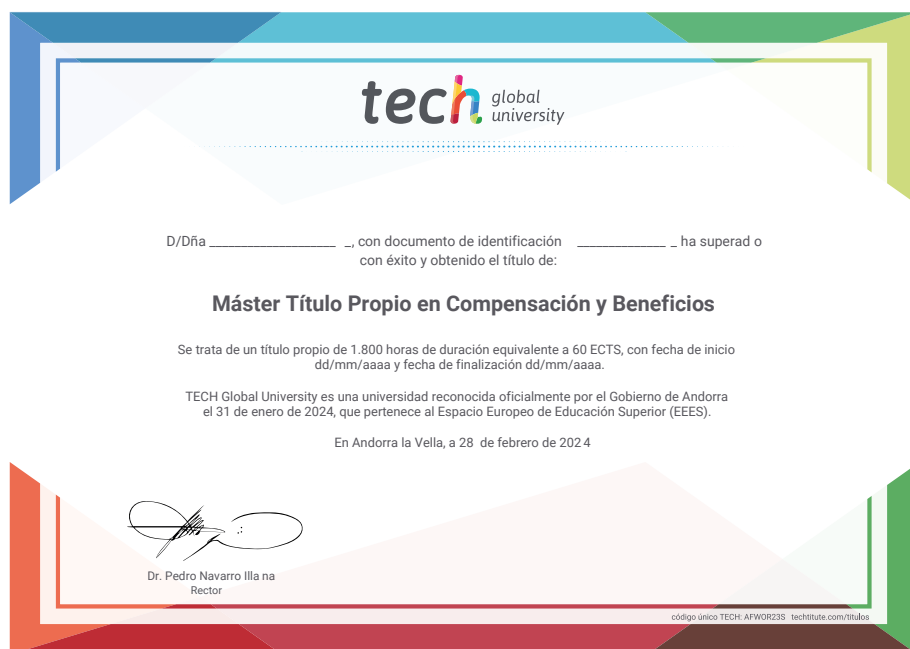 tech global
university
D/Dña ____________________ _, con documento de identificación ______________ _ ha superad o
con éxito y obtenido el título de:
Máster Título Propio en Compensación y Beneficios
Se trata de un título propio de 1.800 horas de duración equivalente a 60 ECTS, con fecha de inicio
dd/mm/aaaa y fecha de finalización dd/mm/aaaa.
TECH Global University es una universidad reconocida oficialmente por el Gobierno de Andorra
el 31 de enero de 2024, que pertenece al Espacio Europeo de Educación Superior (EEES).
En Andorra la Vella, a 28 de febrero de 2024
Dr. Pedro Navarro Illa na
Rector
código único TECH: AFWOR23S techtitute.com/titulos